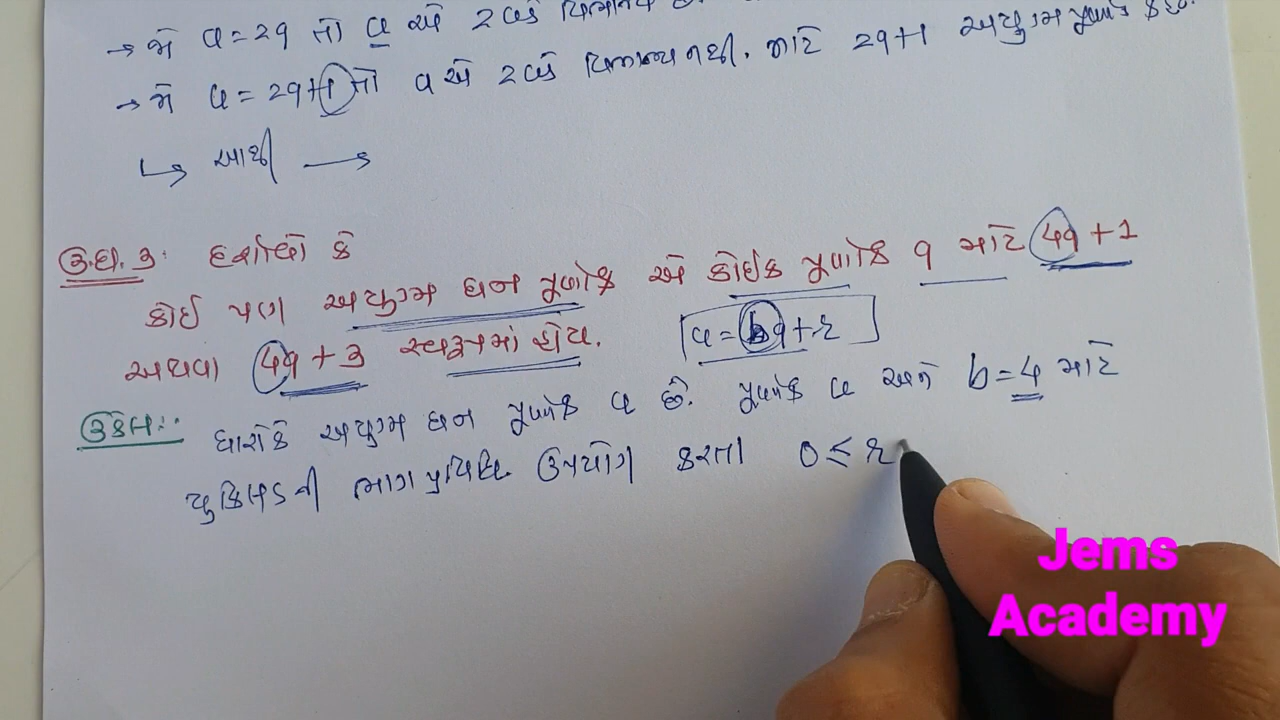 → જો a = 2q તો a એ 2 વડે વિભાજ્ય
→ જો a = 2q+1 તો a એ 2 વડે વિભાજ્ય નથી. માટે 2q+1 અયુગ્મ પૂર્ણાંક
↳ આથી →
ઉદા. 3: દર્શાવો કે
કોઈ પણ અયુગ્મ ધન પૂર્ણાંક એ કોઈક પૂર્ણાંક q માટે 4q + 1
અથવા 4q + 3 સ્વરૂપમાં હોય. a = bq + r
ઉકેલ:- ધારોકે અયુગ્મ ધન પૂર્ણાંક a છે. પૂર્ણાંક a અને b = 4 માટે
યુક્લિડની ભાગ પ્રવિધિ ઉપયોગ કરતા 0 ≤ r
Jems
Academy